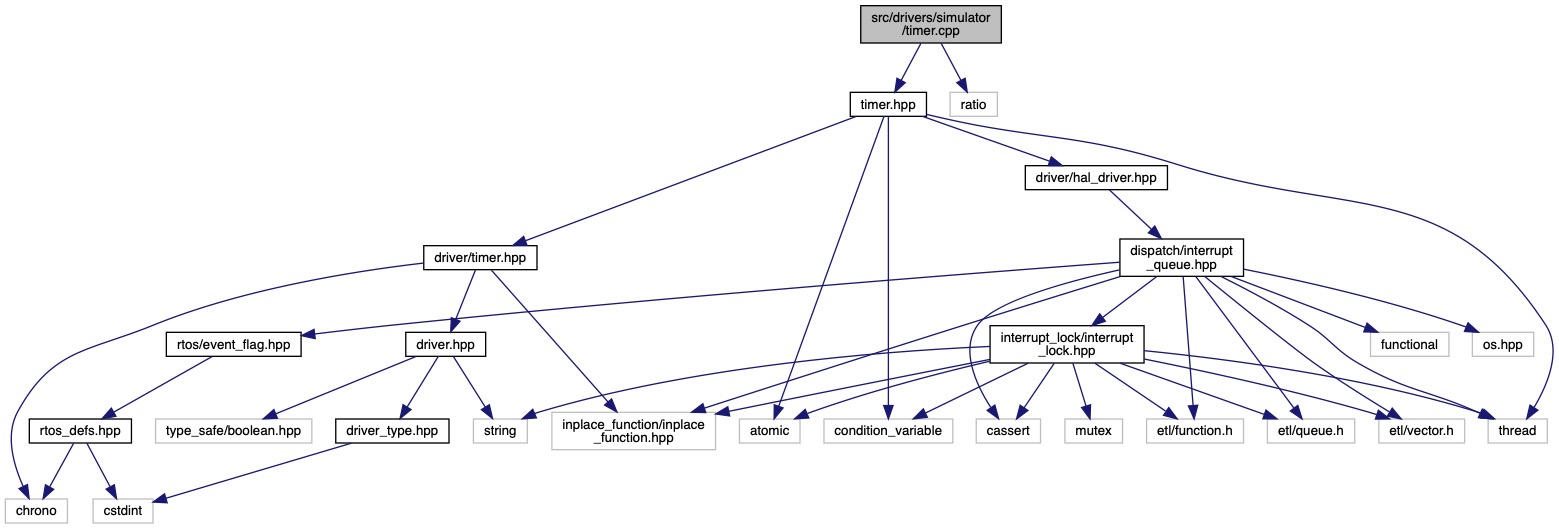 src/drivers/simulator
/timer.cpp
timer.hpp
ratio
driver/hal_driver.hpp
driver/timer.hpp
dispatch/interrupt
_queue.hpp
rtos/event_flag.hpp
driver.hpp
interrupt_lock/interrupt
_lock.hpp
functional
os.hpp
rtos_defs.hpp
type_safe/boolean.hpp
driver_type.hpp
string
inplace_function/inplace
_function.hpp
atomic
condition_variable
cassert
mutex
etl/function.h
etl/queue.h
etl/vector.h
thread
chrono
cstdint